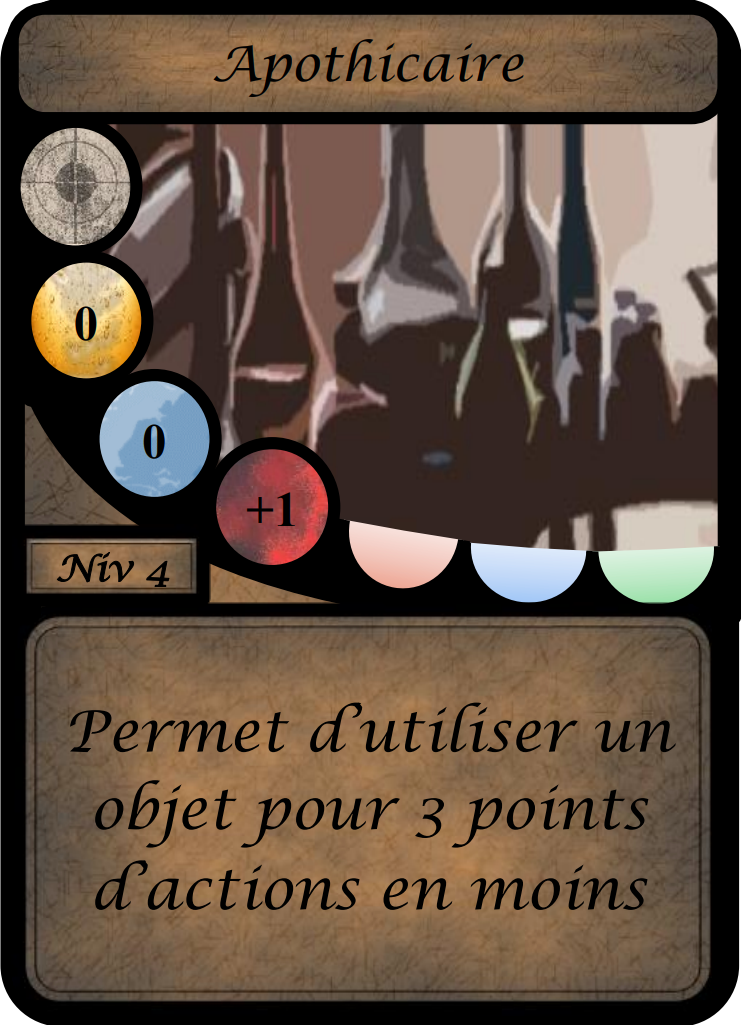 Apothicaire
0
0
+1
Niv 4
Permet d'utiliser un
objet pour 3 points
d'actions en moins